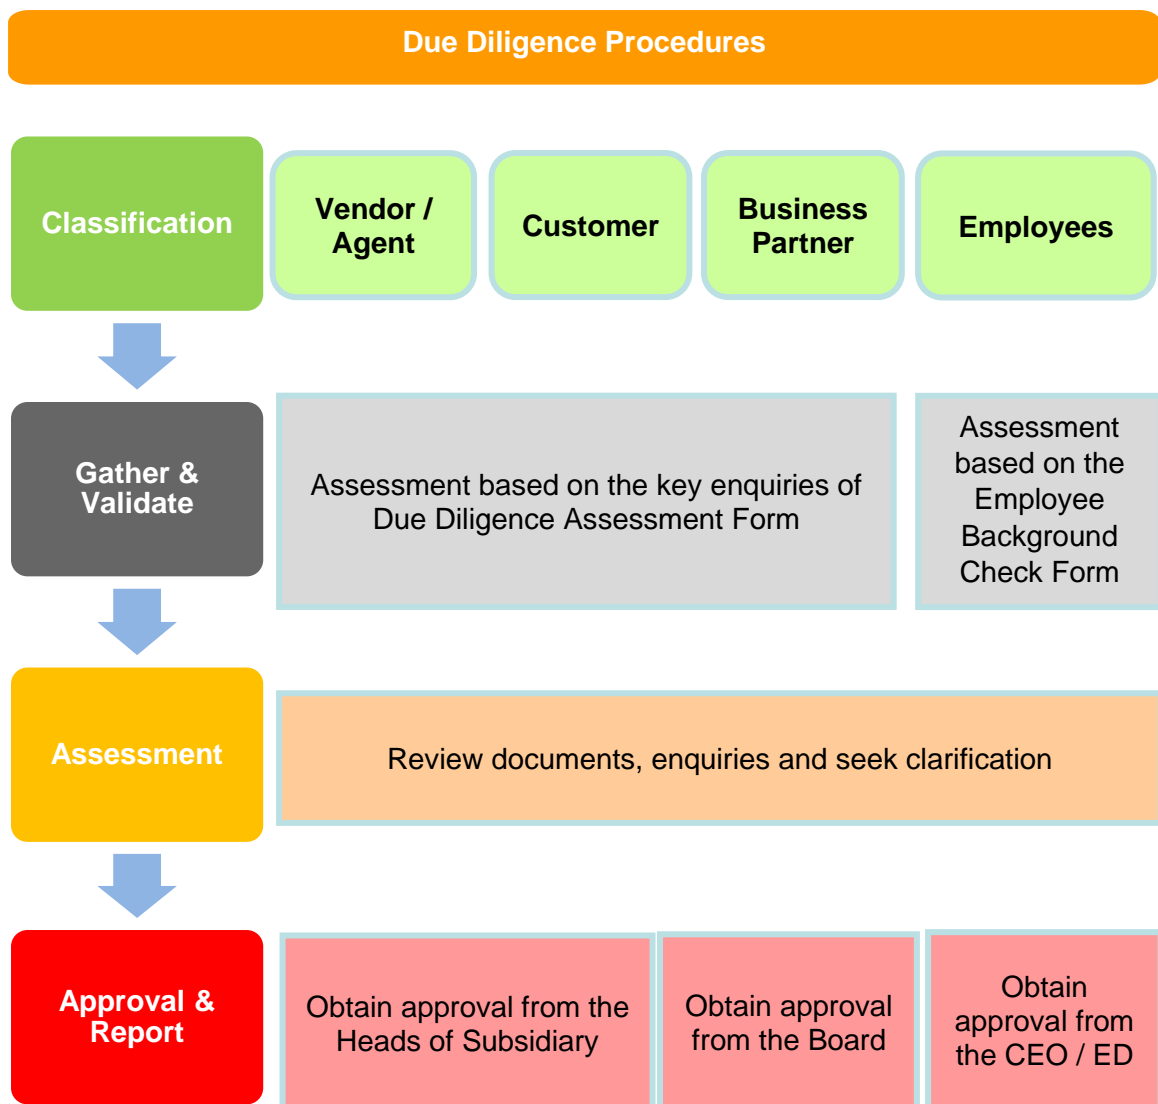 Due Diligence Procedures
Classification
Vendor /
Agent
Customer
Business
Partner
Employees
Gather &
Validate
Assessment based on the key enquiries of
Due Diligence Assessment Form
Assessment
based on the
Employee
Background
Check Form
Assessment
Review documents, enquiries and seek clarification
Approval &
Report
Obtain approval from the
Heads of Subsidiary
Obtain approval
from the Board
Obtain
approval from
the CEO / ED